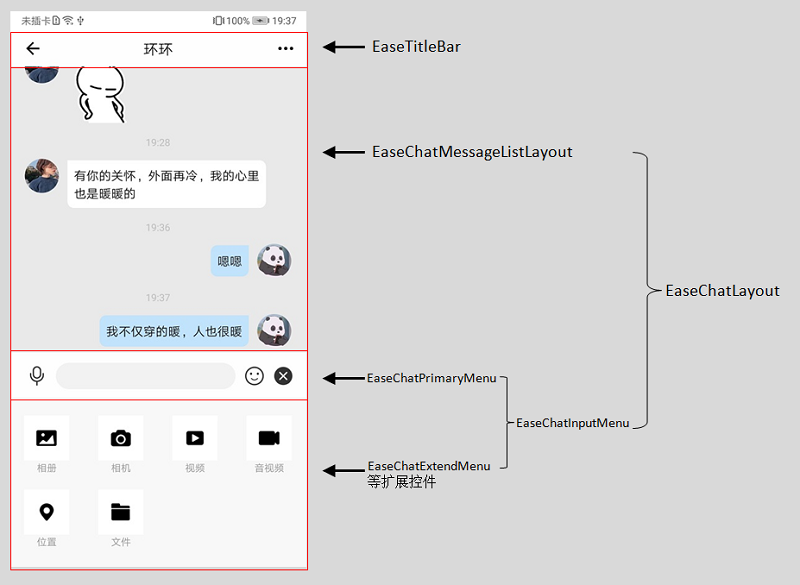 未插卡 100% 19:37
环环
EaseTitleBar
19:28
EaseChatMessageListLayout
有你的关怀，外面再冷，我的心里
也是暖暖的
19:36
嗯嗯
19:37
EaseChatLayout
我不仅穿的暖，人也很暖
EaseChatPrimaryMenu
EaseChatInputMenu
相册 相机 视频 音视频
EaseChatExtendMenu
等扩展控件
位置 文件